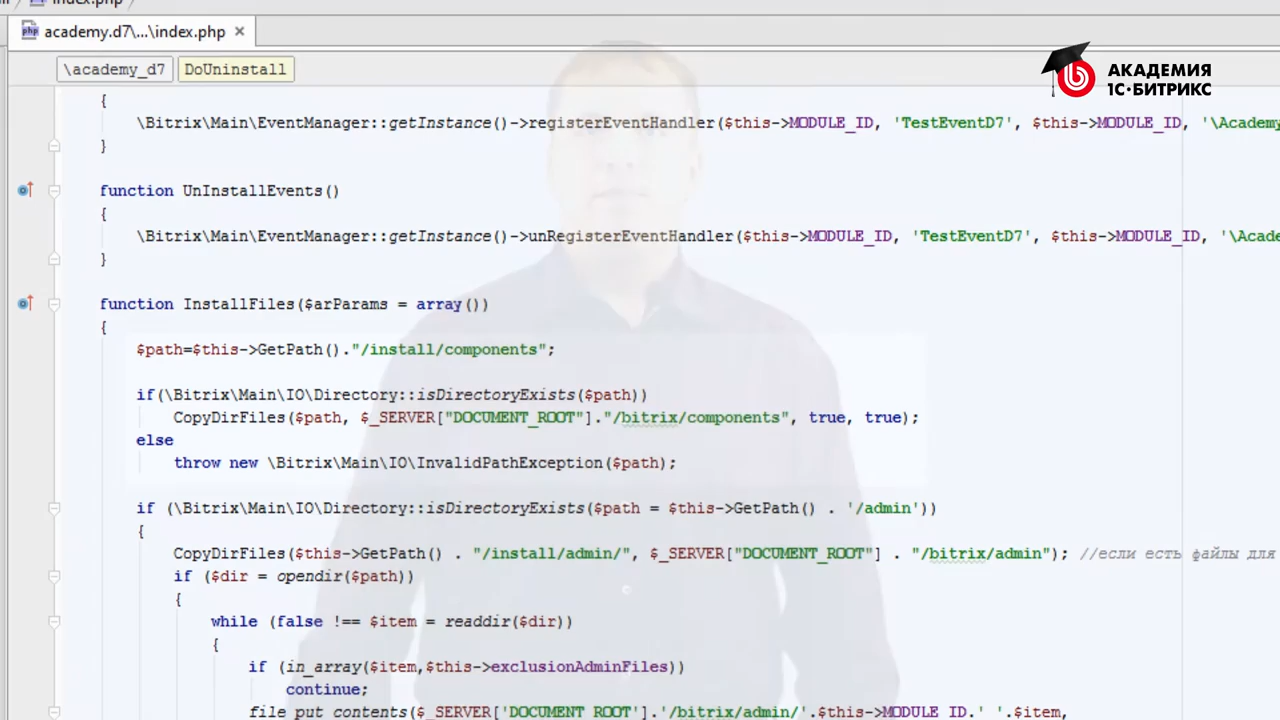 index.php
academy.d7\...\index.php
\academy_d7 DoUninstall
АКАДЕМИЯ
1С·БИТРИКС
{
\Bitrix\Main\EventManager::getInstance()->registerEventHandler($this->MODULE_ID, 'TestEventD7', $this->MODULE_ID, '\Academy
}
function UnInstallEvents()
{
\Bitrix\Main\EventManager::getInstance()->unRegisterEventHandler($this->MODULE_ID, 'TestEventD7', $this->MODULE_ID, '\Acade
}
function InstallFiles($arParams = array())
{
$path=$this->GetPath()."/install/components";
if(\Bitrix\Main\IO\Directory::isDirectoryExists($path))
CopyDirFiles($path, $_SERVER["DOCUMENT_ROOT"]."/bitrix/components", true, true);
else
throw new \Bitrix\Main\IO\InvalidPathException($path);
if (\Bitrix\Main\IO\Directory::isDirectoryExists($path = $this->GetPath() . '/admin'))
{
CopyDirFiles($this->GetPath() . "/install/admin/", $_SERVER["DOCUMENT_ROOT"] . "/bitrix/admin"); //если есть файлы для
if ($dir = opendir($path))
{
while (false !== $item = readdir($dir))
{
if (in_array($item,$this->exclusionAdminFiles))
continue;
file_put_contents($_SERVER['DOCUMENT_ROOT'].'/bitrix/admin/'.$this->MODULE_ID.'_'.$item,